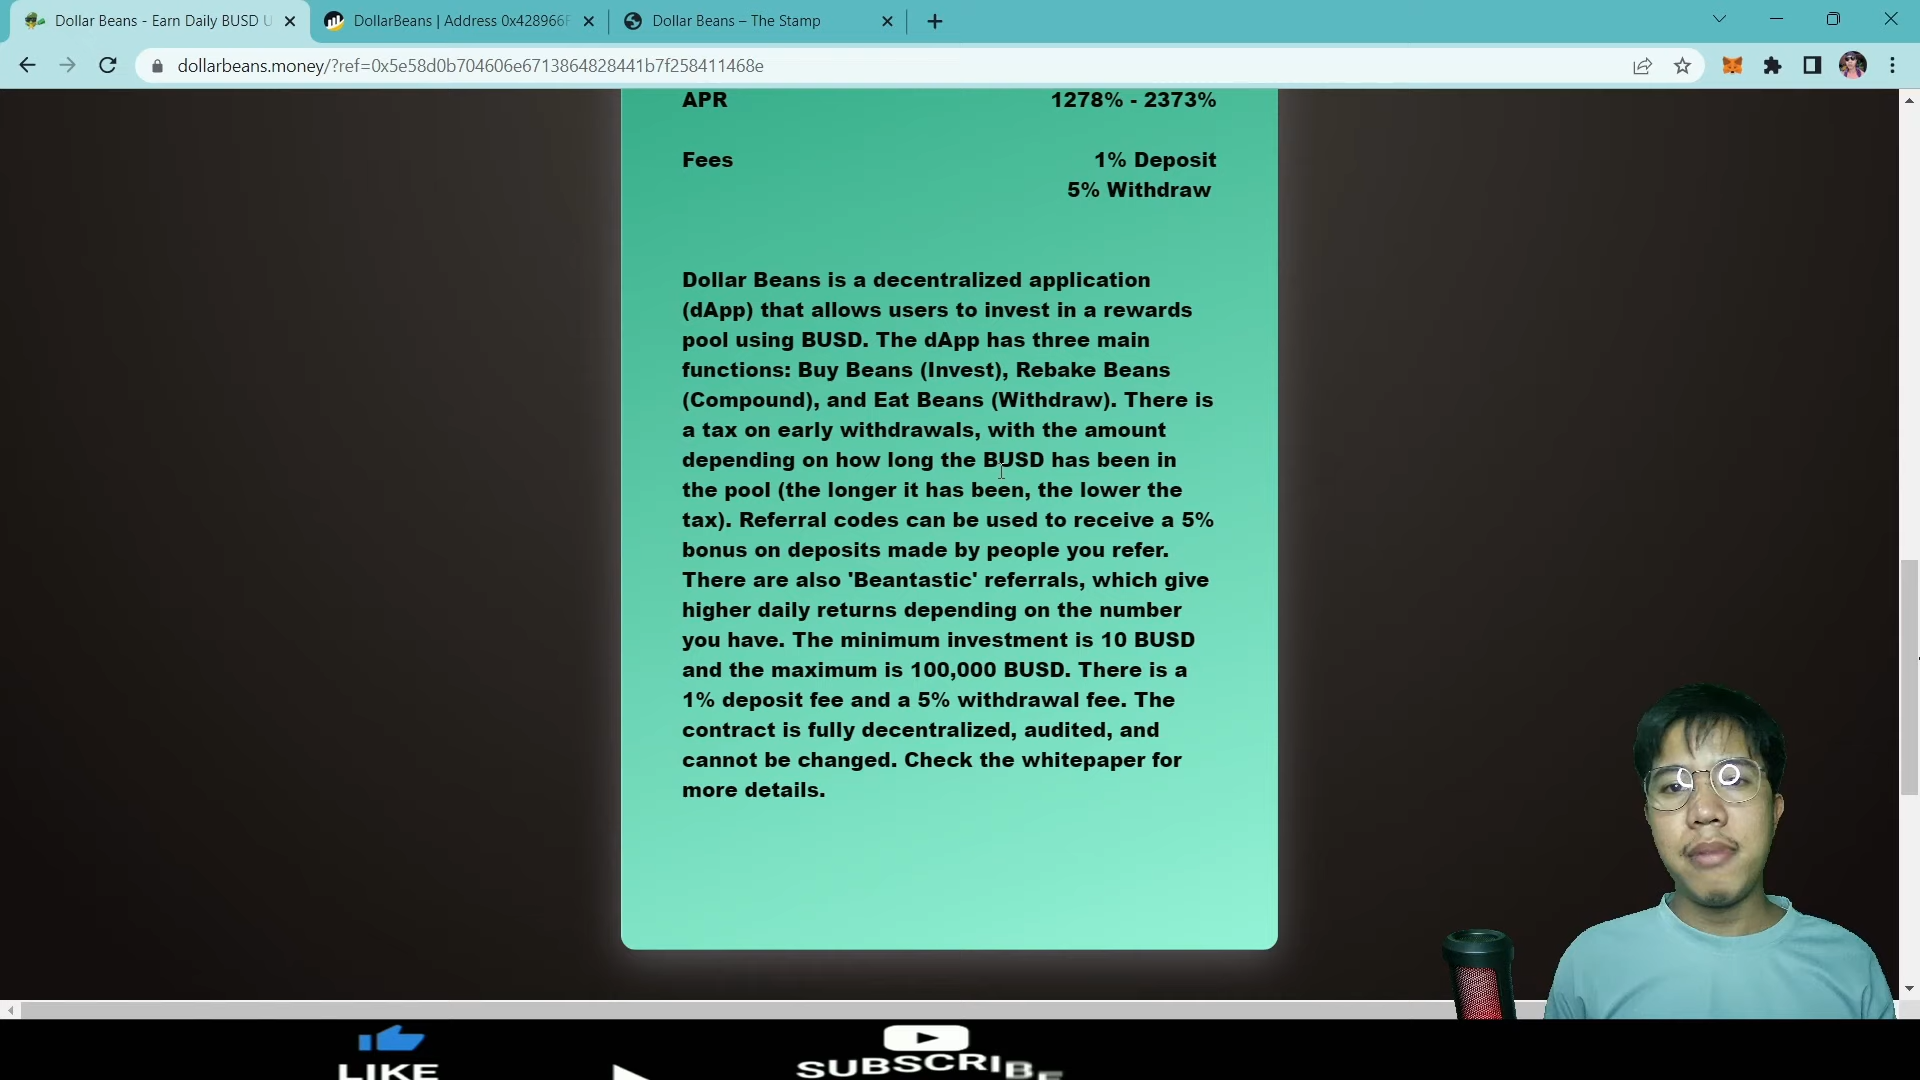 Dollar Beans - Earn Daily BUSD U
DollarBeans | Address 0x428966F
Dollar Beans – The Stamp
dollarbeans.money/?ref=0x5e58d0b704606e6713864828441b7f258411468e
APR 1278% - 2373%
Fees 1% Deposit
5% Withdraw
Dollar Beans is a decentralized application
(dApp) that allows users to invest in a rewards
pool using BUSD. The dApp has three main
functions: Buy Beans (Invest), Rebake Beans
(Compound), and Eat Beans (Withdraw). There is
a tax on early withdrawals, with the amount
depending on how long the BUSD has been in
the pool (the longer it has been, the lower the
tax). Referral codes can be used to receive a 5%
bonus on deposits made by people you refer.
There are also 'Beantastic' referrals, which give
higher daily returns depending on the number
you have. The minimum investment is 10 BUSD
and the maximum is 100,000 BUSD. There is a
1% deposit fee and a 5% withdrawal fee. The
contract is fully decentralized, audited, and
cannot be changed. Check the whitepaper for
more details.
LIKE
SUBSCRIBE